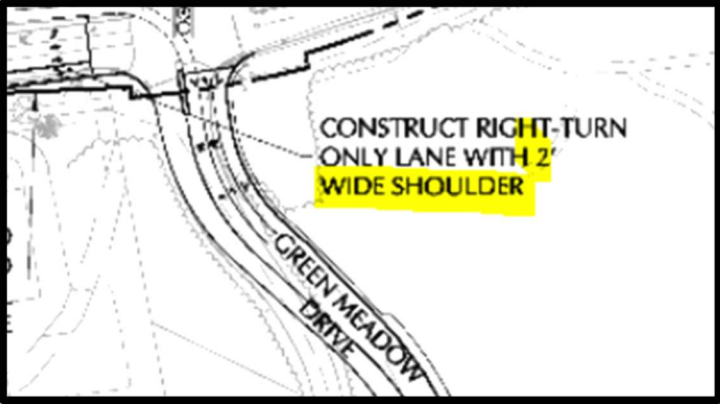 CONSTRUCT RIGHT-TURN
ONLY LANE WITH 2'
WIDE SHOULDER
GREEN MEADOW
DRIVE